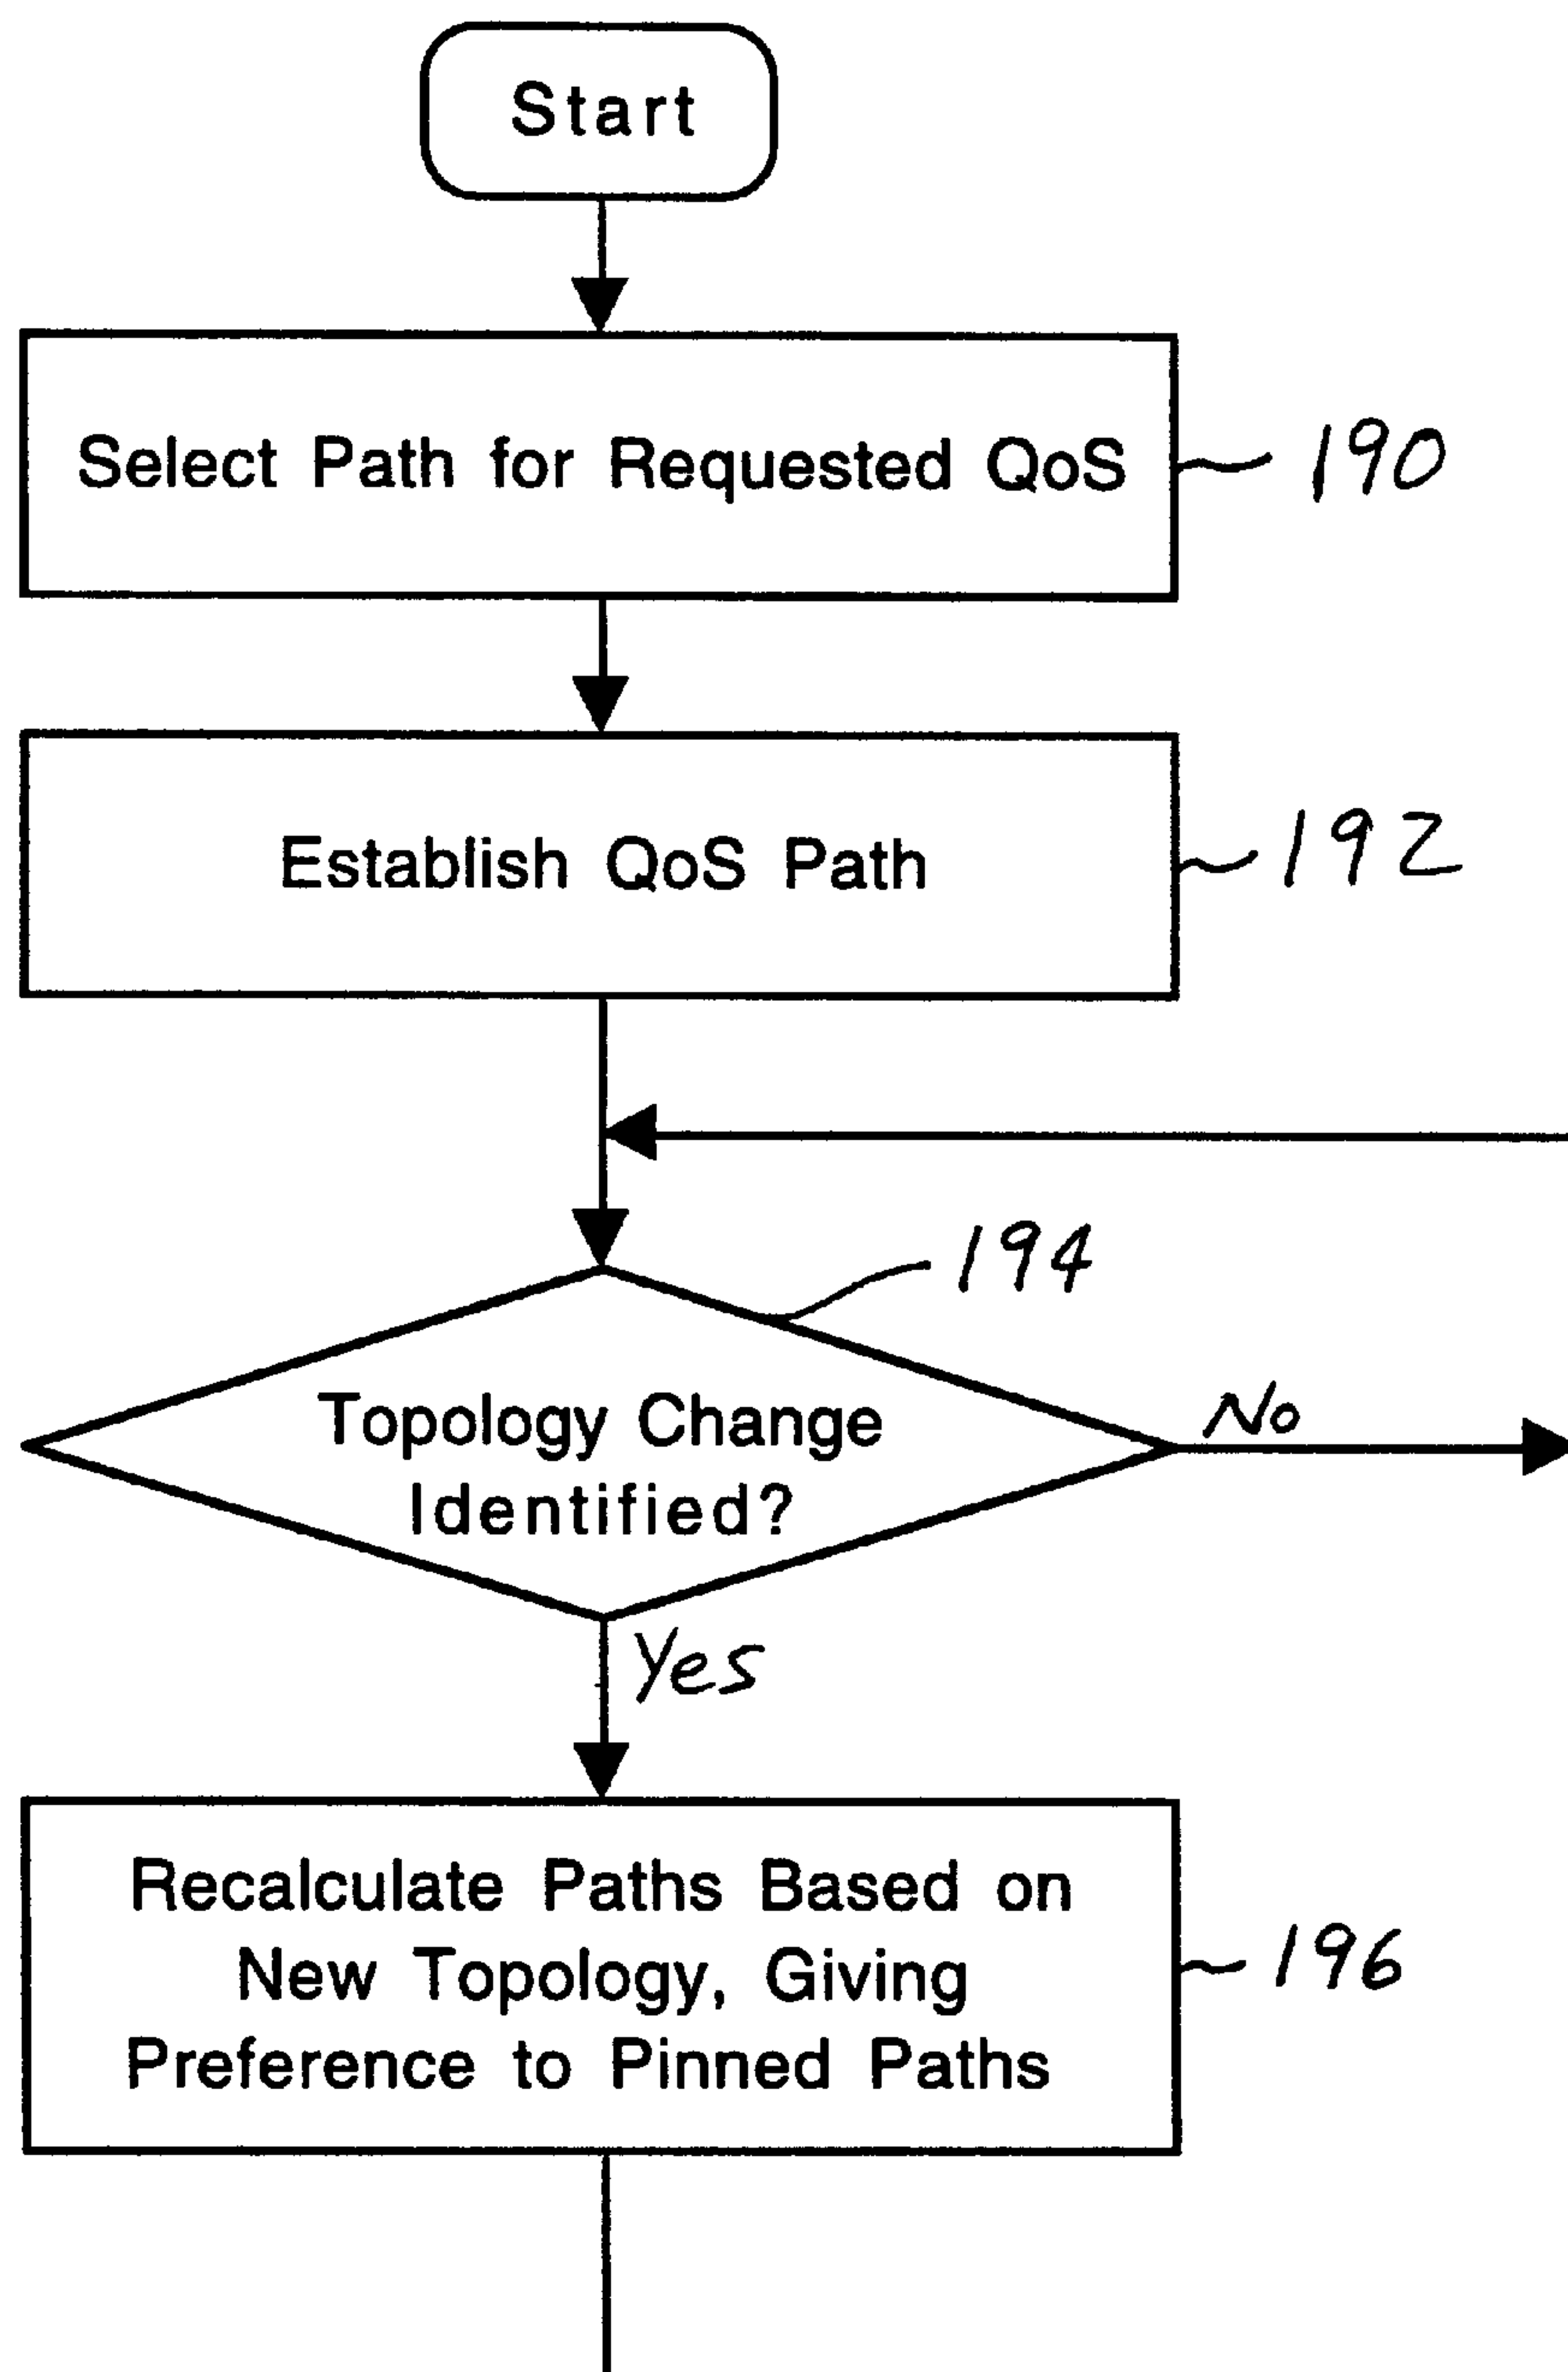 Start
Select Path for Requested QoS
190
Establish QoS Path
192
194
Topology Change
Identified?
No
Yes
Recalculate Paths Based on
New Topology, Giving
Preference to Pinned Paths
196